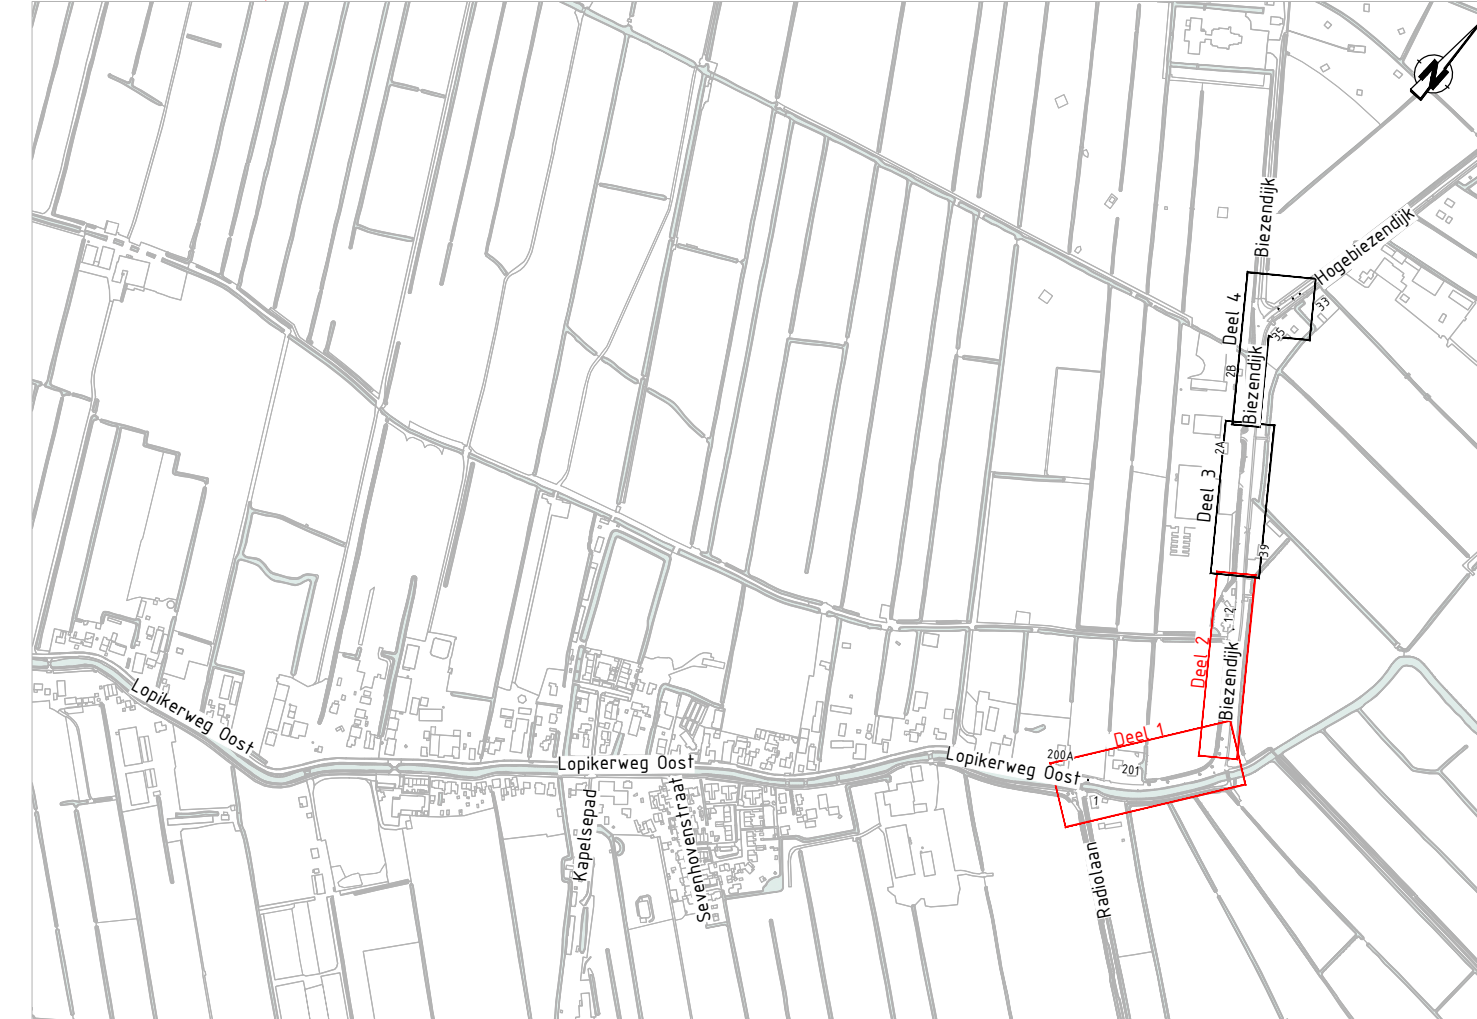 N
Biezendijk
Hogebiezendijk
Deel 4
33
35
2B
Biezendijk
2A
Deel 3
39
1
2
Deel 2
Biezendijk
Deel 1
200A
201
1
Lopikerweg Oost
Lopikerweg Oost
Lopikerweg Oost
Kapelsepad
Sevenhovenstraat
Radiolaan